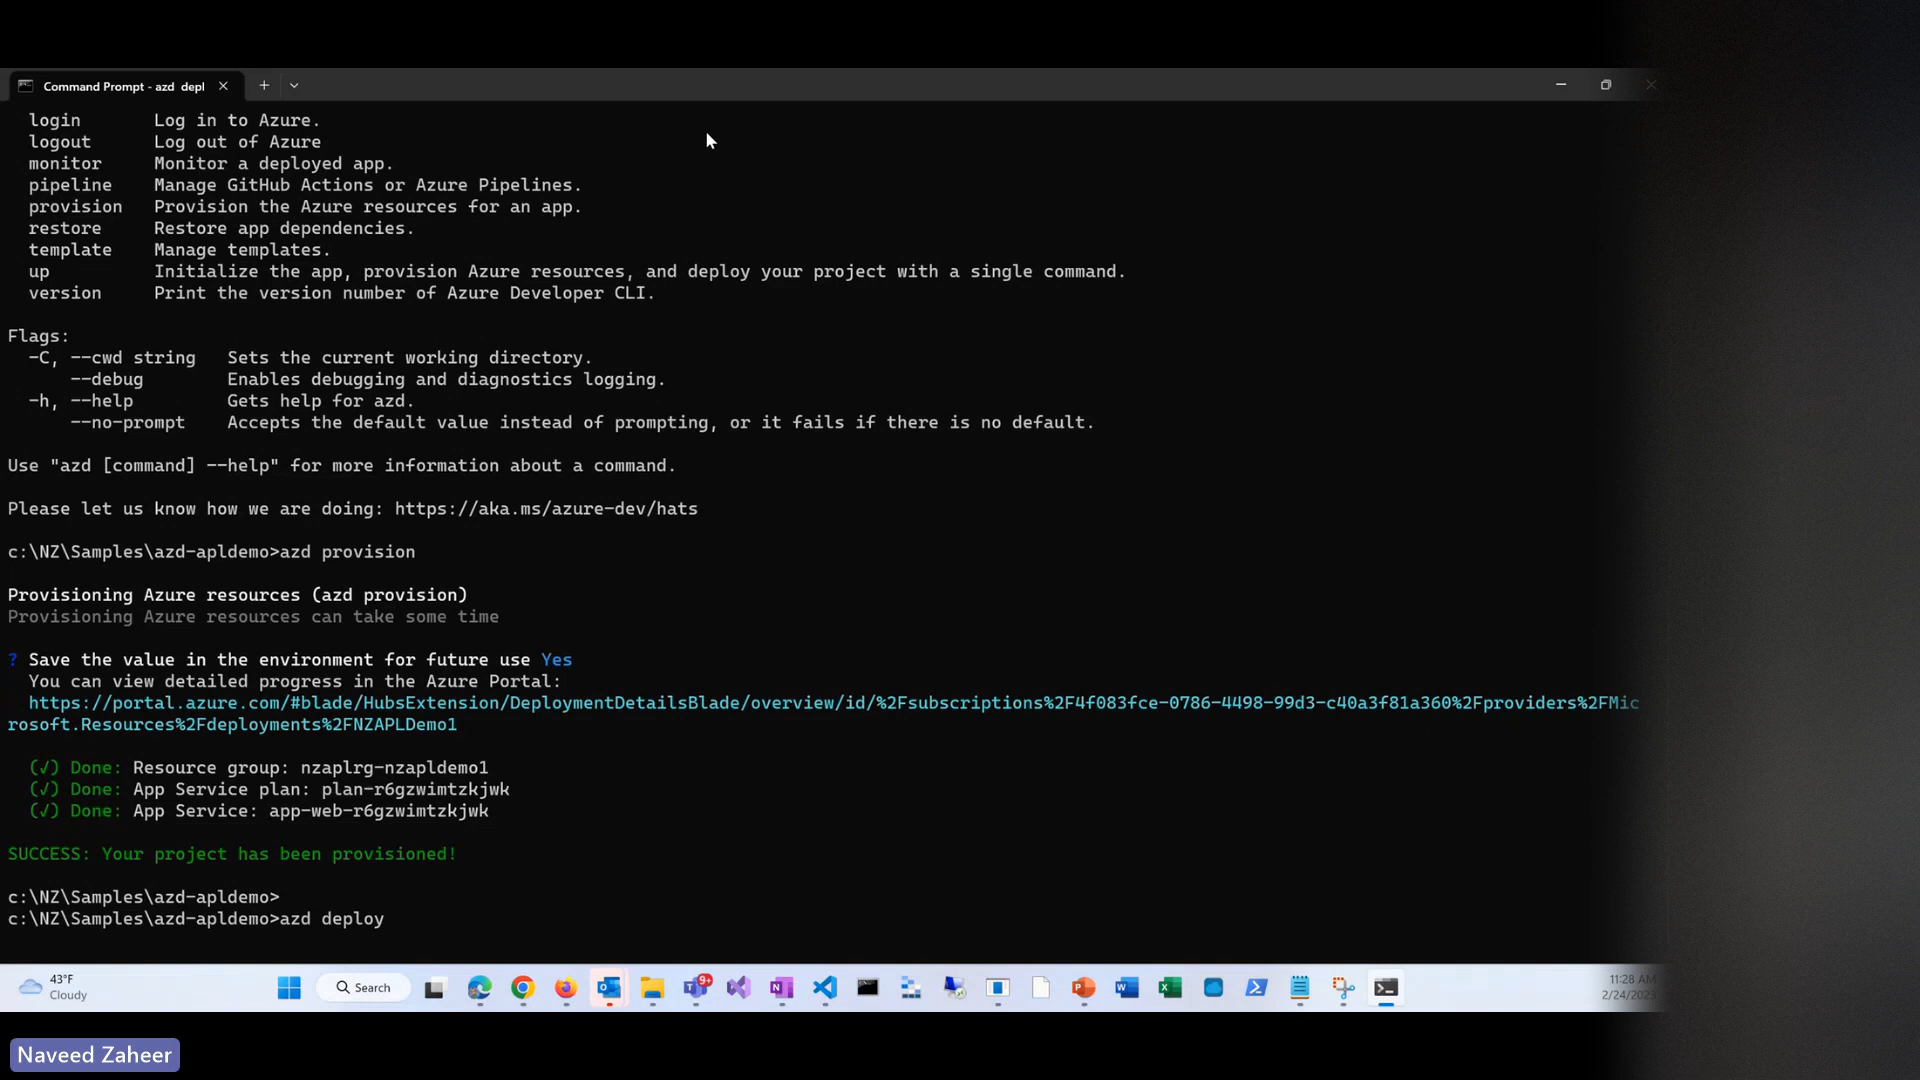 Command Prompt - azd depl
login Log in to Azure.
logout Log out of Azure
monitor Monitor a deployed app.
pipeline Manage GitHub Actions or Azure Pipelines.
provision Provision the Azure resources for an app.
restore Restore app dependencies.
template Manage templates.
up Initialize the app, provision Azure resources, and deploy your project with a single command.
version Print the version number of Azure Developer CLI.
Flags:
-C, --cwd string Sets the current working directory.
--debug Enables debugging and diagnostics logging.
-h, --help Gets help for azd.
--no-prompt Accepts the default value instead of prompting, or it fails if there is no default.
Use "azd [command] --help" for more information about a command.
Please let us know how we are doing: https://aka.ms/azure-dev/hats
c:\NZ\Samples\azd-apldemo>azd provision
Provisioning Azure resources (azd provision)
Provisioning Azure resources can take some time
? Save the value in the environment for future use Yes
You can view detailed progress in the Azure Portal:
https://portal.azure.com/#blade/HubsExtension/DeploymentDetailsBlade/overview/id/%2Fsubscriptions%2F4f083fce-0786-4498-99d3-c40a3f81a360%2Fproviders%2FMic
rosoft.Resources%2Fdeployments%2FNZAPLDemo1
(√) Done: Resource group: nzaplrg-nzapldemo1
(√) Done: App Service plan: plan-r6gzwimtzkjwk
(√) Done: App Service: app-web-r6gzwimtzkjwk
SUCCESS: Your project has been provisioned!
c:\NZ\Samples\azd-apldemo>
c:\NZ\Samples\azd-apldemo>azd deploy
43°F
Cloudy
Search
9+
11:28 AM
2/24/2023
Naveed Zaheer